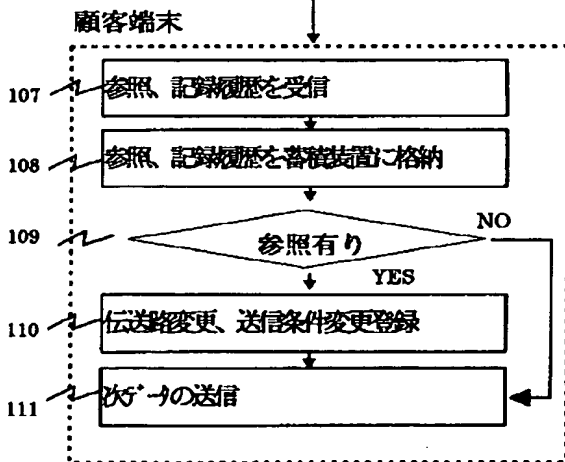 顧客端末
107 参照、記録履歴を受信
108 参照、記録履歴を蓄積装置に格納
109 参照有り
NO
YES
110 伝送路変更、送信条件変更登録
111 次ﾃﾞｰﾀの送信